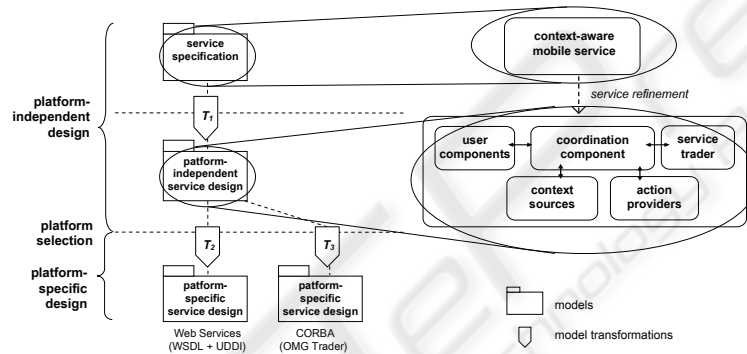 service
specification
context-aware
mobile service
service refinement
platform-
independent
design
T1
user
components
coordination
component
service
trader
context
sources
action
providers
patform-
independent
service design
platform
selection
T2
T3
platform-
specific
design
patform-
specific
service design
patform-
specific
service design
Web Services
(WSDL + UDDI)
CORBA
(OMG Trader)
models
model transformations